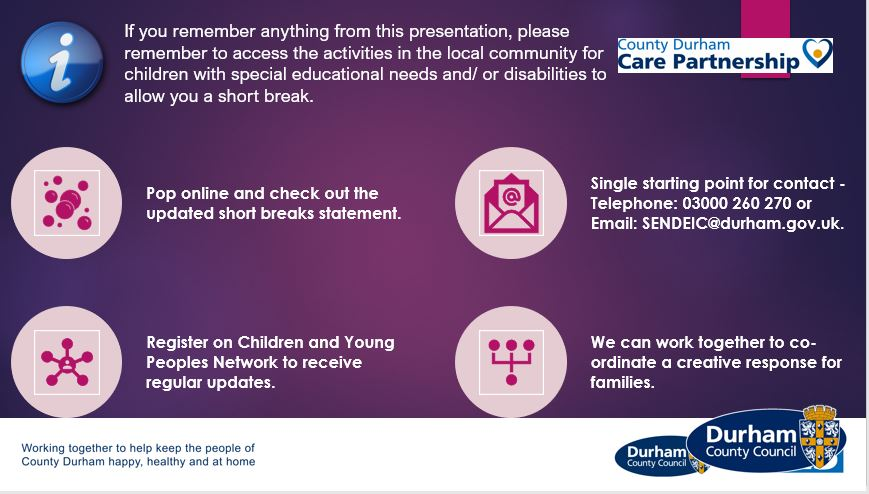 If you remember anything from this presentation, please
remember to access the activities in the local community for
children with special educational needs and/ or disabilities to
allow you a short break.
County Durham
Care Partnership
Pop online and check out the
updated short breaks statement.
@
Single starting point for contact -
Telephone: 03000 260 270 or
Email: SENDEIC@durham.gov.uk.
Register on Children and Young
Peoples Network to receive
regular updates.
We can work together to co-
ordinate a creative response for
families.
Working together to help keep the people of
County Durham happy, healthy and at home
Durham
County Council
Durham
County Council